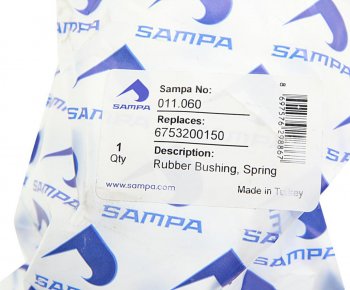 SAMPA
SAMPA
Sampa No:
011.060
Replaces:
6753200150
1
Qty
Description:
Rubber Bushing, Spring
www.sampa.com
Made in Turkey
SAMPA
SAMPA
SAMPA